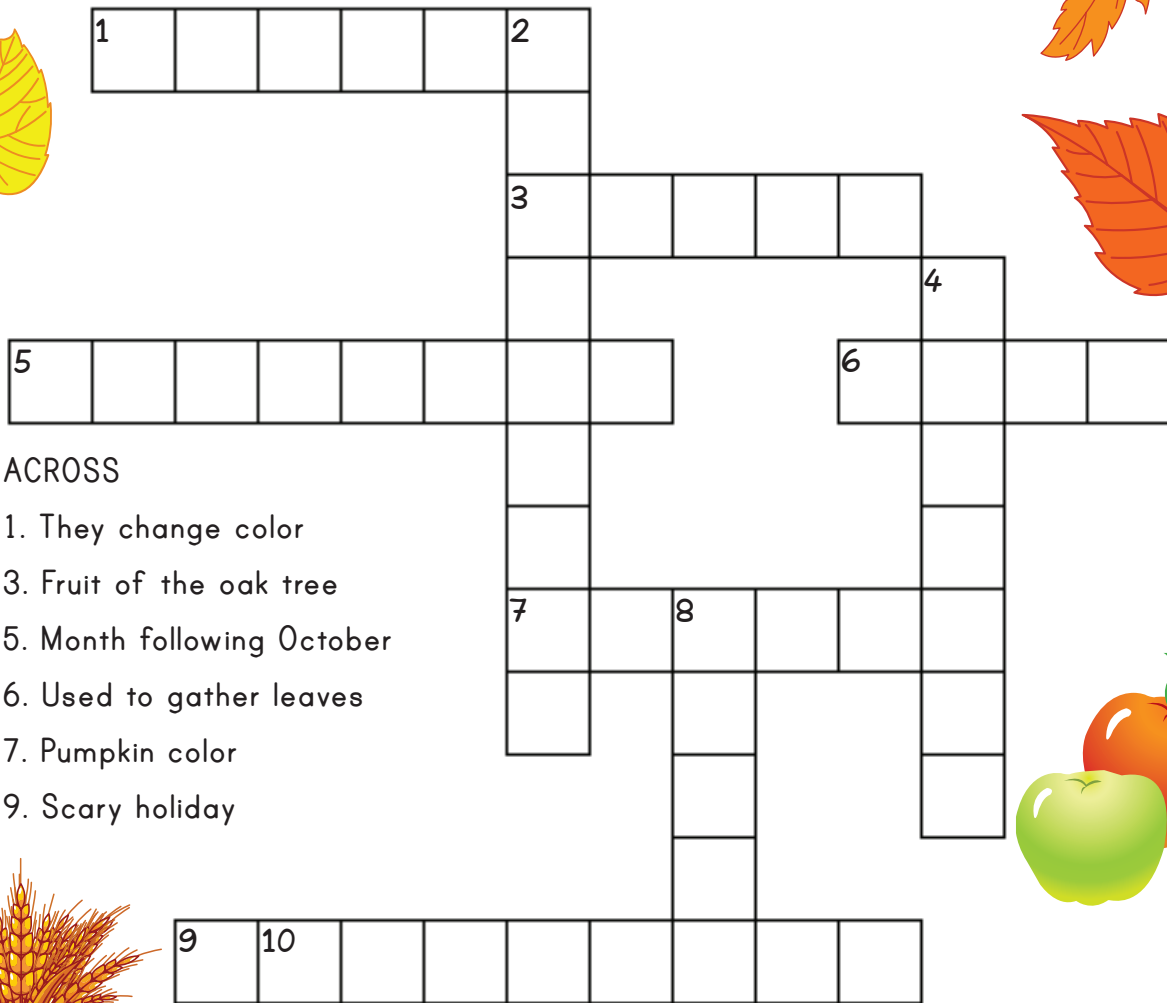 1 2
3
4
5 6
ACROSS
1. They change color
3. Fruit of the oak tree
5. Month following October
6. Used to gather leaves
7. Pumpkin color
9. Scary holiday
7 8
9 10